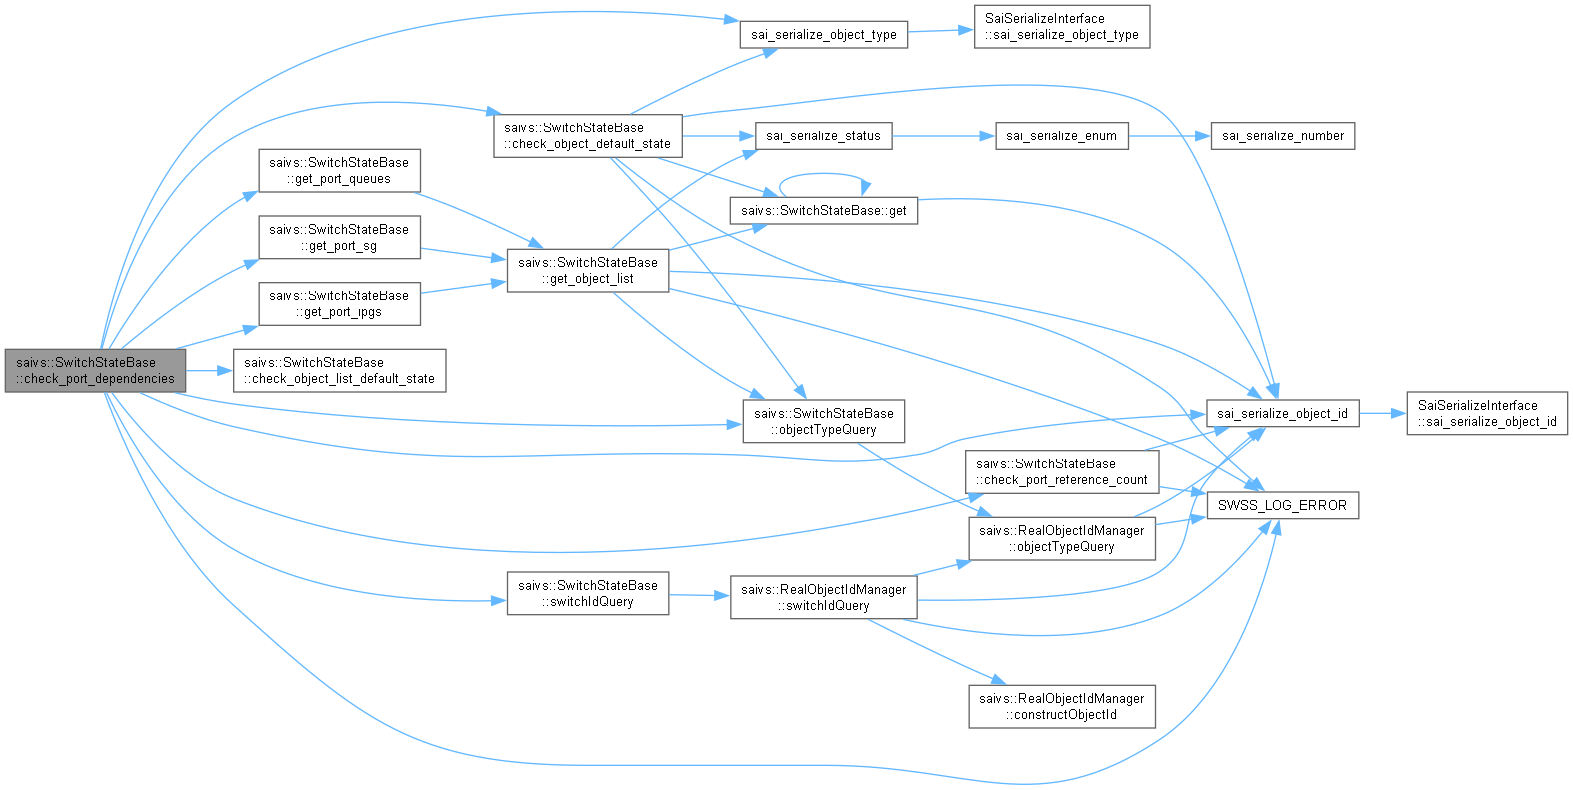 sai_serialize_object_type
SaiSerializeInterface
::sai_serialize_object_type
saivs::SwitchStateBase
::check_object_default_state
sai_serialize_status
sai_serialize_enum
sai_serialize_number
saivs::SwitchStateBase
::get_port_queues
saivs::SwitchStateBase::get
saivs::SwitchStateBase
::get_port_sg
saivs::SwitchStateBase
::get_object_list
saivs::SwitchStateBase
::get_port_ipgs
saivs::SwitchStateBase
::check_port_dependencies
saivs::SwitchStateBase
::check_object_list_default_state
saivs::SwitchStateBase
::objectTypeQuery
sai_serialize_object_id
SaiSerializeInterface
::sai_serialize_object_id
saivs::SwitchStateBase
::check_port_reference_count
SWSS_LOG_ERROR
saivs::RealObjectIdManager
::objectTypeQuery
saivs::SwitchStateBase
::switchIdQuery
saivs::RealObjectIdManager
::switchIdQuery
saivs::RealObjectIdManager
::constructObjectId